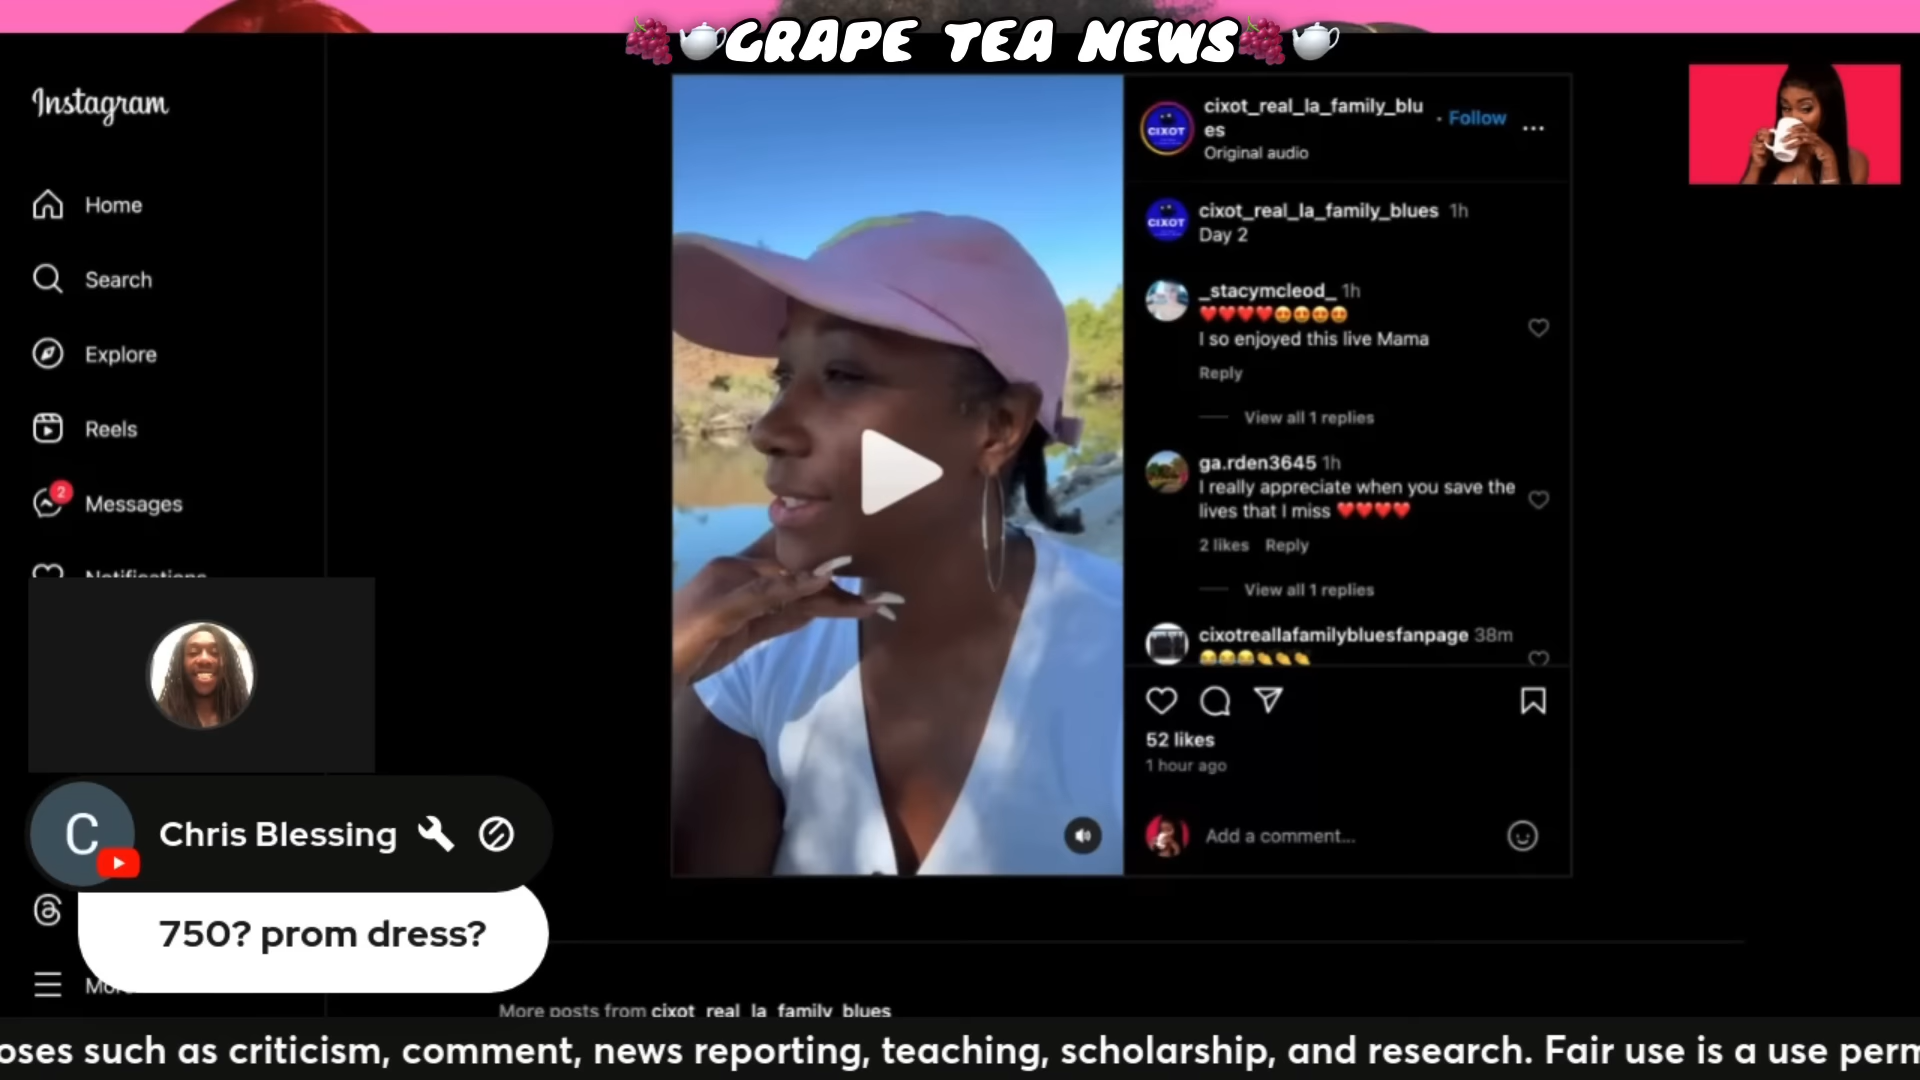 GRAPE TEA NEWS
Instagram
Home
Search
Explore
Reels
2
Messages
Notifications
cixot_real_la_family_blu
es
· Follow
Original audio
CIXOT
cixot_real_la_family_blues 1h
Day 2
CIXOT
_stacymcleod_ 1h
❤️❤️❤️❤️😍😍😍😍
I so enjoyed this live Mama
Reply
View all 1 replies
ga.rden3645 1h
I really appreciate when you save the
lives that I miss ❤️❤️❤️❤️
2 likes Reply
View all 1 replies
cixotreallafamilybluesfanpage 38m
😂😂😂👏👏👏
52 likes
1 hour ago
Add a comment...
C
Chris Blessing
750? prom dress?
More
More posts from cixot_real_la_family_blues
oses such as criticism, comment, news reporting, teaching, scholarship, and research. Fair use is a use perm